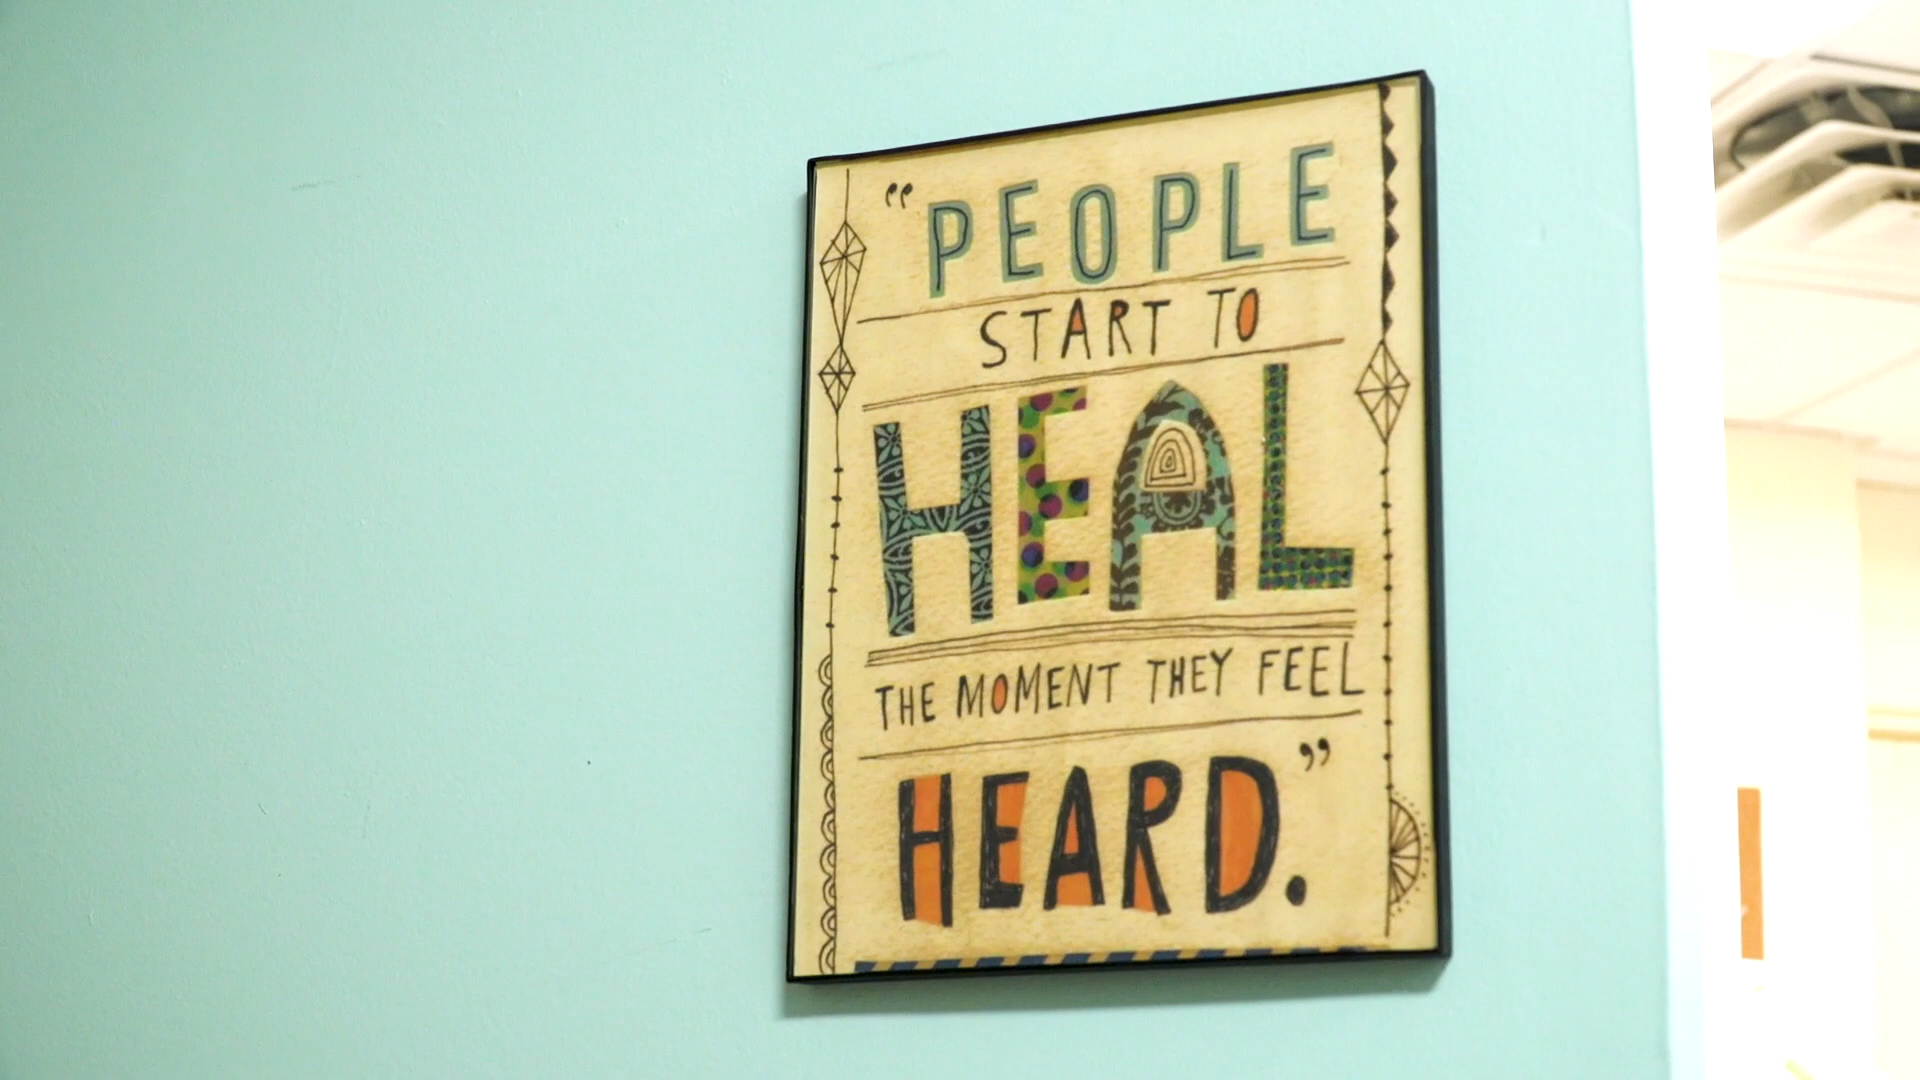 “PEOPLE
START TO
HEAL
THE MOMENT THEY FEEL
HEARD.”